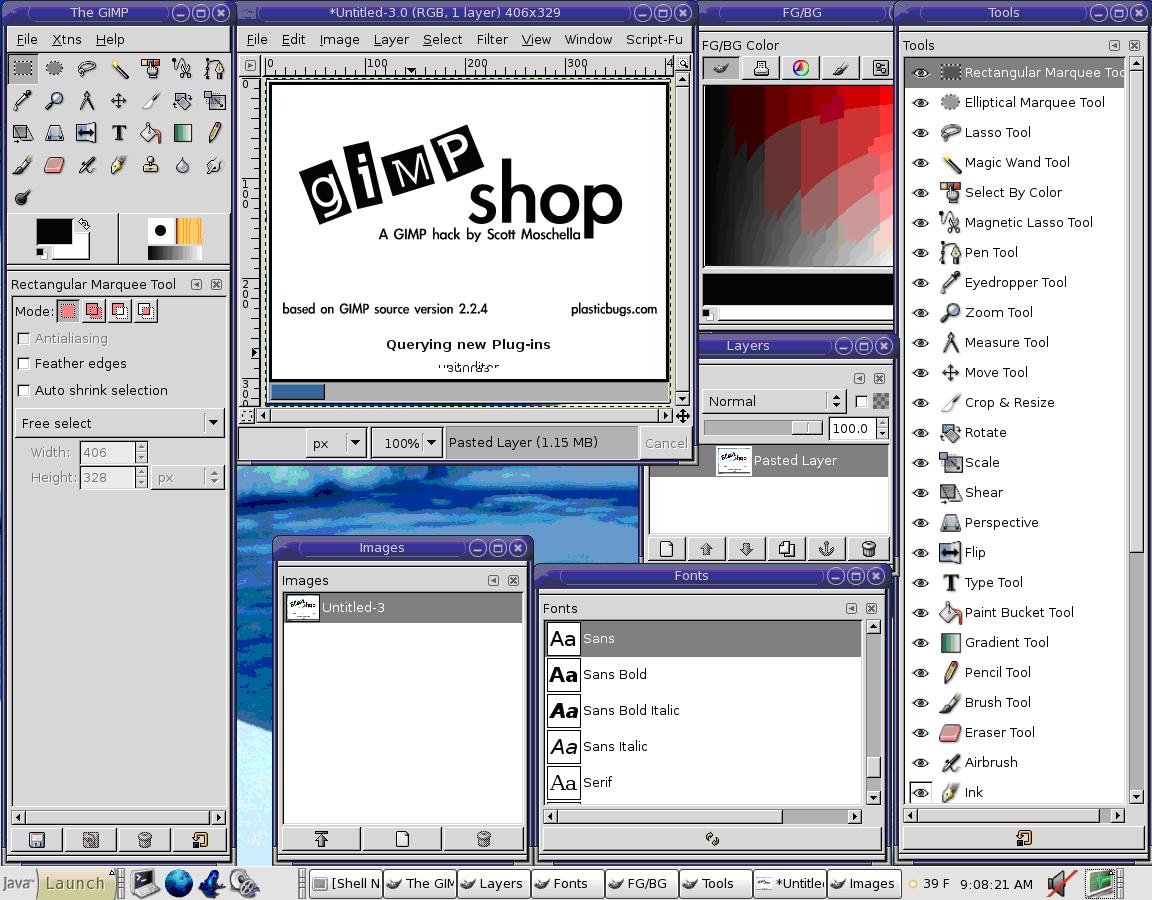 The GIMP
File Xtns Help
Rectangular Marquee Tool
Mode:
Antialiasing
Feather edges
Auto shrink selection
Free select
Width: 406
Height: 328 px
*Untitled-3.0 (RGB, 1 layer) 406x329
File Edit Image Layer Select Filter View Window Script-Fu
0 100 200 300 4
0
100
200
30
gimp
shop
A GIMP hack by Scott Moschella
based on GIMP source version 2.2.4 plasticbugs.com
Querying new Plug-ins
px 100% Pasted Layer (1.15 MB) Cancel
FG/BG
FG/BG Color
Layers
Normal
100.0
Pasted Layer
Images
Images
Untitled-3
Fonts
Fonts
Aa Sans
Aa Sans Bold
Aa Sans Bold Italic
Aa Sans Italic
Aa Serif
Tools
Tools
Rectangular Marquee Too
Elliptical Marquee Tool
Lasso Tool
Magic Wand Tool
Select By Color
Magnetic Lasso Tool
Pen Tool
Eyedropper Tool
Zoom Tool
Measure Tool
Move Tool
Crop & Resize
Rotate
Scale
Shear
Perspective
Flip
Type Tool
Paint Bucket Tool
Gradient Tool
Pencil Tool
Brush Tool
Eraser Tool
Airbrush
Ink
Java Launch [Shell N The GIM Layers Fonts FG/BG Tools *Untitle Images 39 F 9:08:21 AM